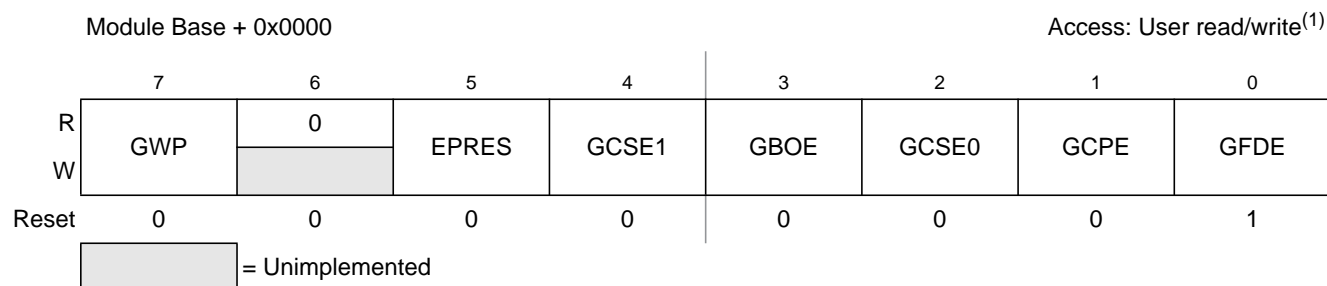 Module Base + 0x0000 Access: User read/write(1)
7 6 5 4 3 2 1 0
R GWP 0 EPRES GCSE1 GBOE GCSE0 GCPE GFDE
W
Reset 0 0 0 0 0 0 0 1
= Unimplemented